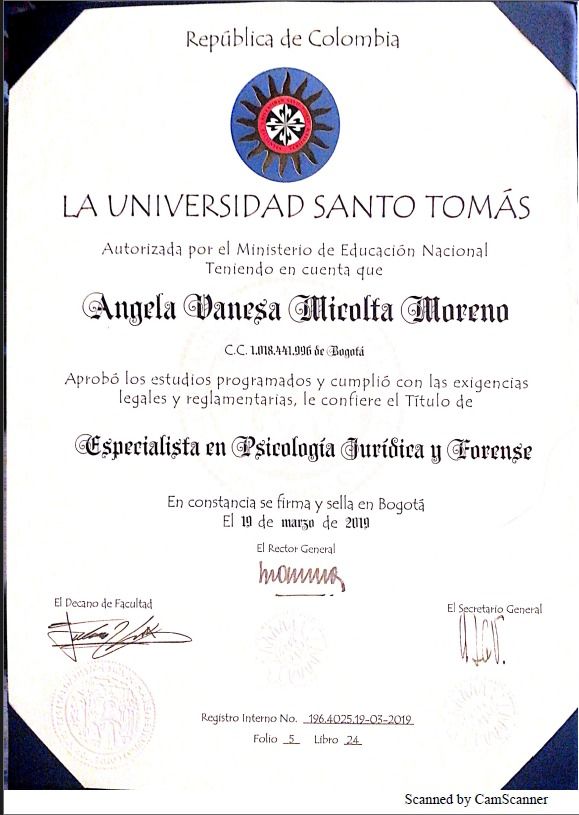 República de Colombia
LA UNIVERSIDAD SANTO TOMÁS
Autorizada por el Ministerio de Educación Nacional
Teniendo en cuenta que
Angela Vanesa Micolta Moreno
C.C. 1.018.441.996 de Bogotá
Aprobó los estudios programados y cumplió con las exigencias
legales y reglamentarias, le confiere el Título de
Especialista en Psicología Jurídica y Forense
En constancia se firma y sella en Bogotá
El 19 de marzo de 2019
El Rector General
El Decano de Facultad
El Secretario General
Registro Interno No. 196.4025.19-03-2019
Folio 5 Libro 24
Scanned by CamScanner